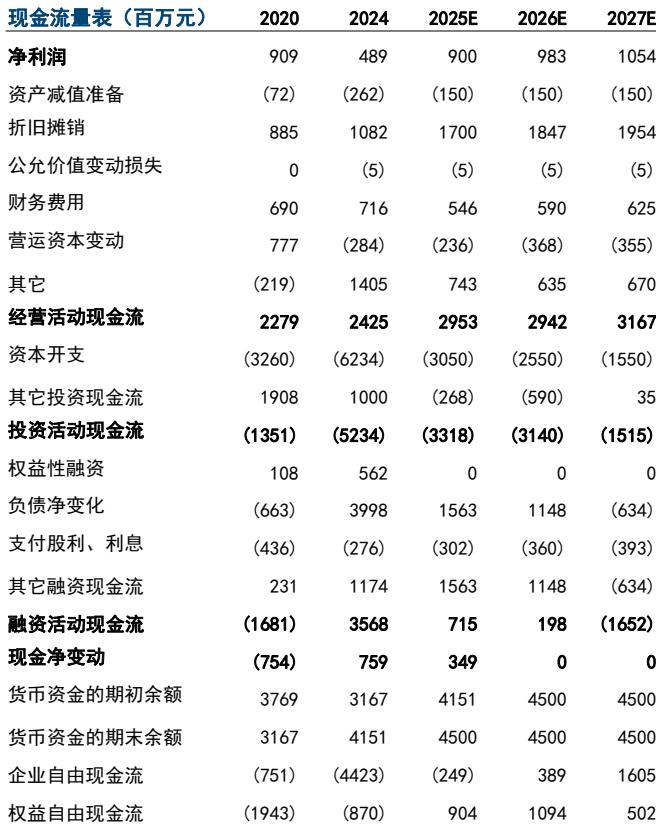 现金流量表（百万元） 2020 2024 2025E 2026E 2027E
净利润 909 489 900 983 1054
资产减值准备 (72) (262) (150) (150) (150)
折旧摊销 885 1082 1700 1847 1954
公允价值变动损失 0 (5) (5) (5) (5)
财务费用 690 716 546 590 625
营运资本变动 777 (284) (236) (368) (355)
其它 (219) 1405 743 635 670
经营活动现金流 2279 2425 2953 2942 3167
资本开支 (3260) (6234) (3050) (2550) (1550)
其它投资现金流 1908 1000 (268) (590) 35
投资活动现金流 (1351) (5234) (3318) (3140) (1515)
权益性融资 108 562 0 0 0
负债净变化 (663) 3998 1563 1148 (634)
支付股利、利息 (436) (276) (302) (360) (393)
其它融资现金流 231 1174 1563 1148 (634)
融资活动现金流 (1681) 3568 715 198 (1652)
现金净变动 (754) 759 349 0 0
货币资金的期初余额 3769 3167 4151 4500 4500
货币资金的期末余额 3167 4151 4500 4500 4500
企业自由现金流 (751) (4423) (249) 389 1605
权益自由现金流 (1943) (870) 904 1094 502